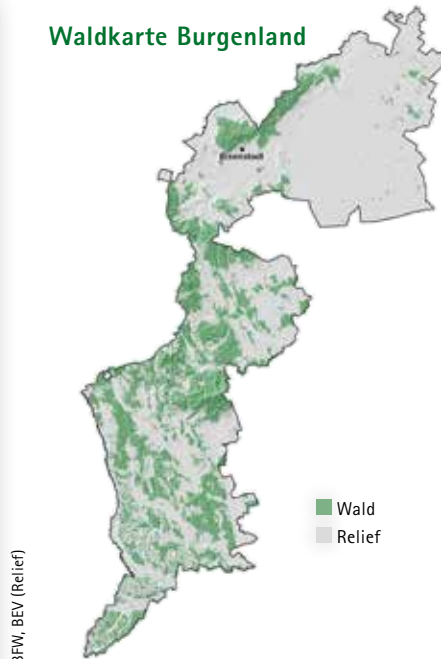 Waldkarte Burgenland
Eisenstadt
Wald
Relief
BFW, BEV (Relief)